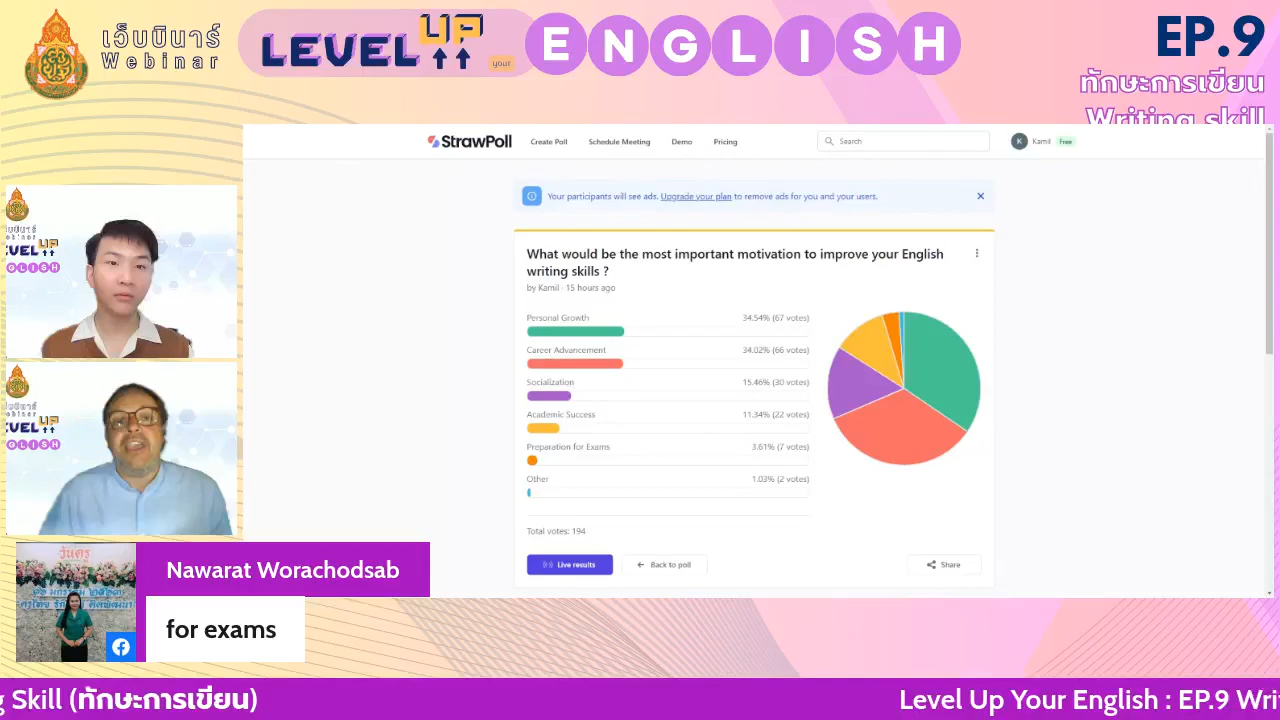 เว็บบินาร์
Webinar
LEVEL UP
your
ENGLISH
EP.9
ทักษะการเขียน
Writing skill
StrawPoll
Create Poll
Schedule Meeting
Demo
Pricing
Search
K
Kamil
Free
Your participants will see ads. Upgrade your plan to remove ads for you and your users.
What would be the most important motivation to improve your English
writing skills ?
by Kamil · 15 hours ago
Personal Growth 34.54% (67 votes)
Career Advancement 34.02% (66 votes)
Socialization 15.46% (30 votes)
Academic Success 11.34% (22 votes)
Preparation for Exams 3.61% (7 votes)
Other 1.03% (2 votes)
Total votes: 194
Live results
Back to poll
Share
วันครู
Nawarat Worachodsab
for exams
g Skill (ทักษะการเขียน)
Level Up Your English : EP.9 Writ